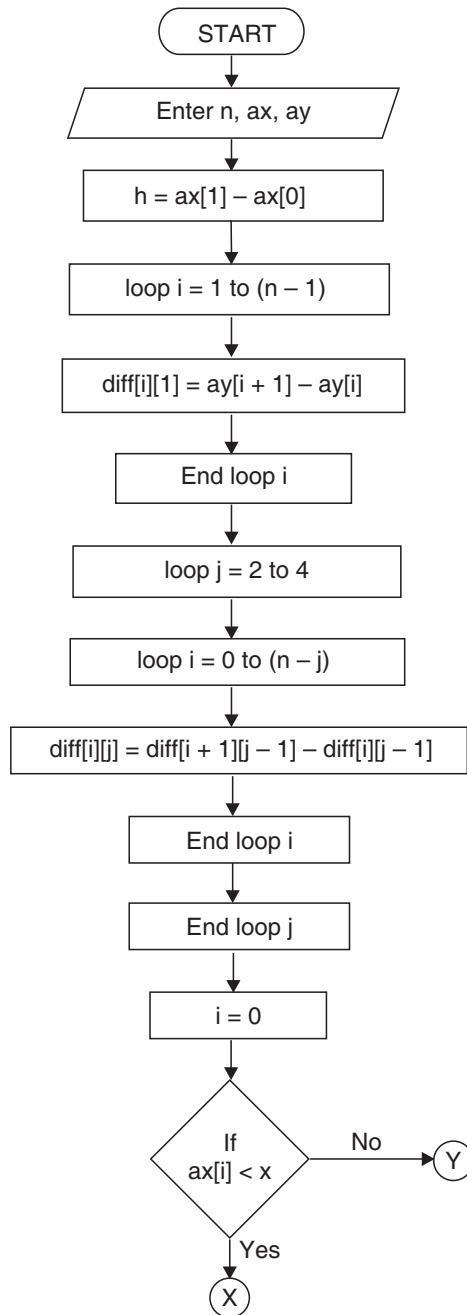 START
Enter n, ax, ay
h = ax[1] – ax[0]
loop i = 1 to (n – 1)
diff[i][1] = ay[i + 1] – ay[i]
End loop i
loop j = 2 to 4
loop i = 0 to (n – j)
diff[i][j] = diff[i + 1][j – 1] – diff[i][j – 1]
End loop i
End loop j
i = 0
If
ax[i] < x
No
Y
Yes
X